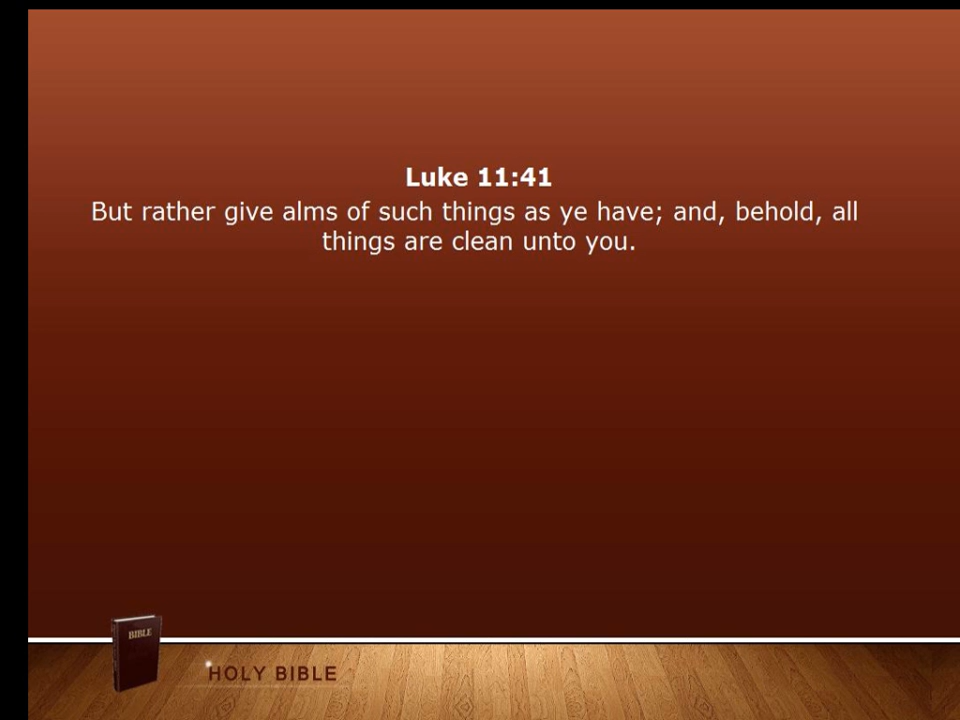 Luke 11:41
But rather give alms of such things as ye have; and, behold, all
things are clean unto you.
BIBLE
HOLY BIBLE